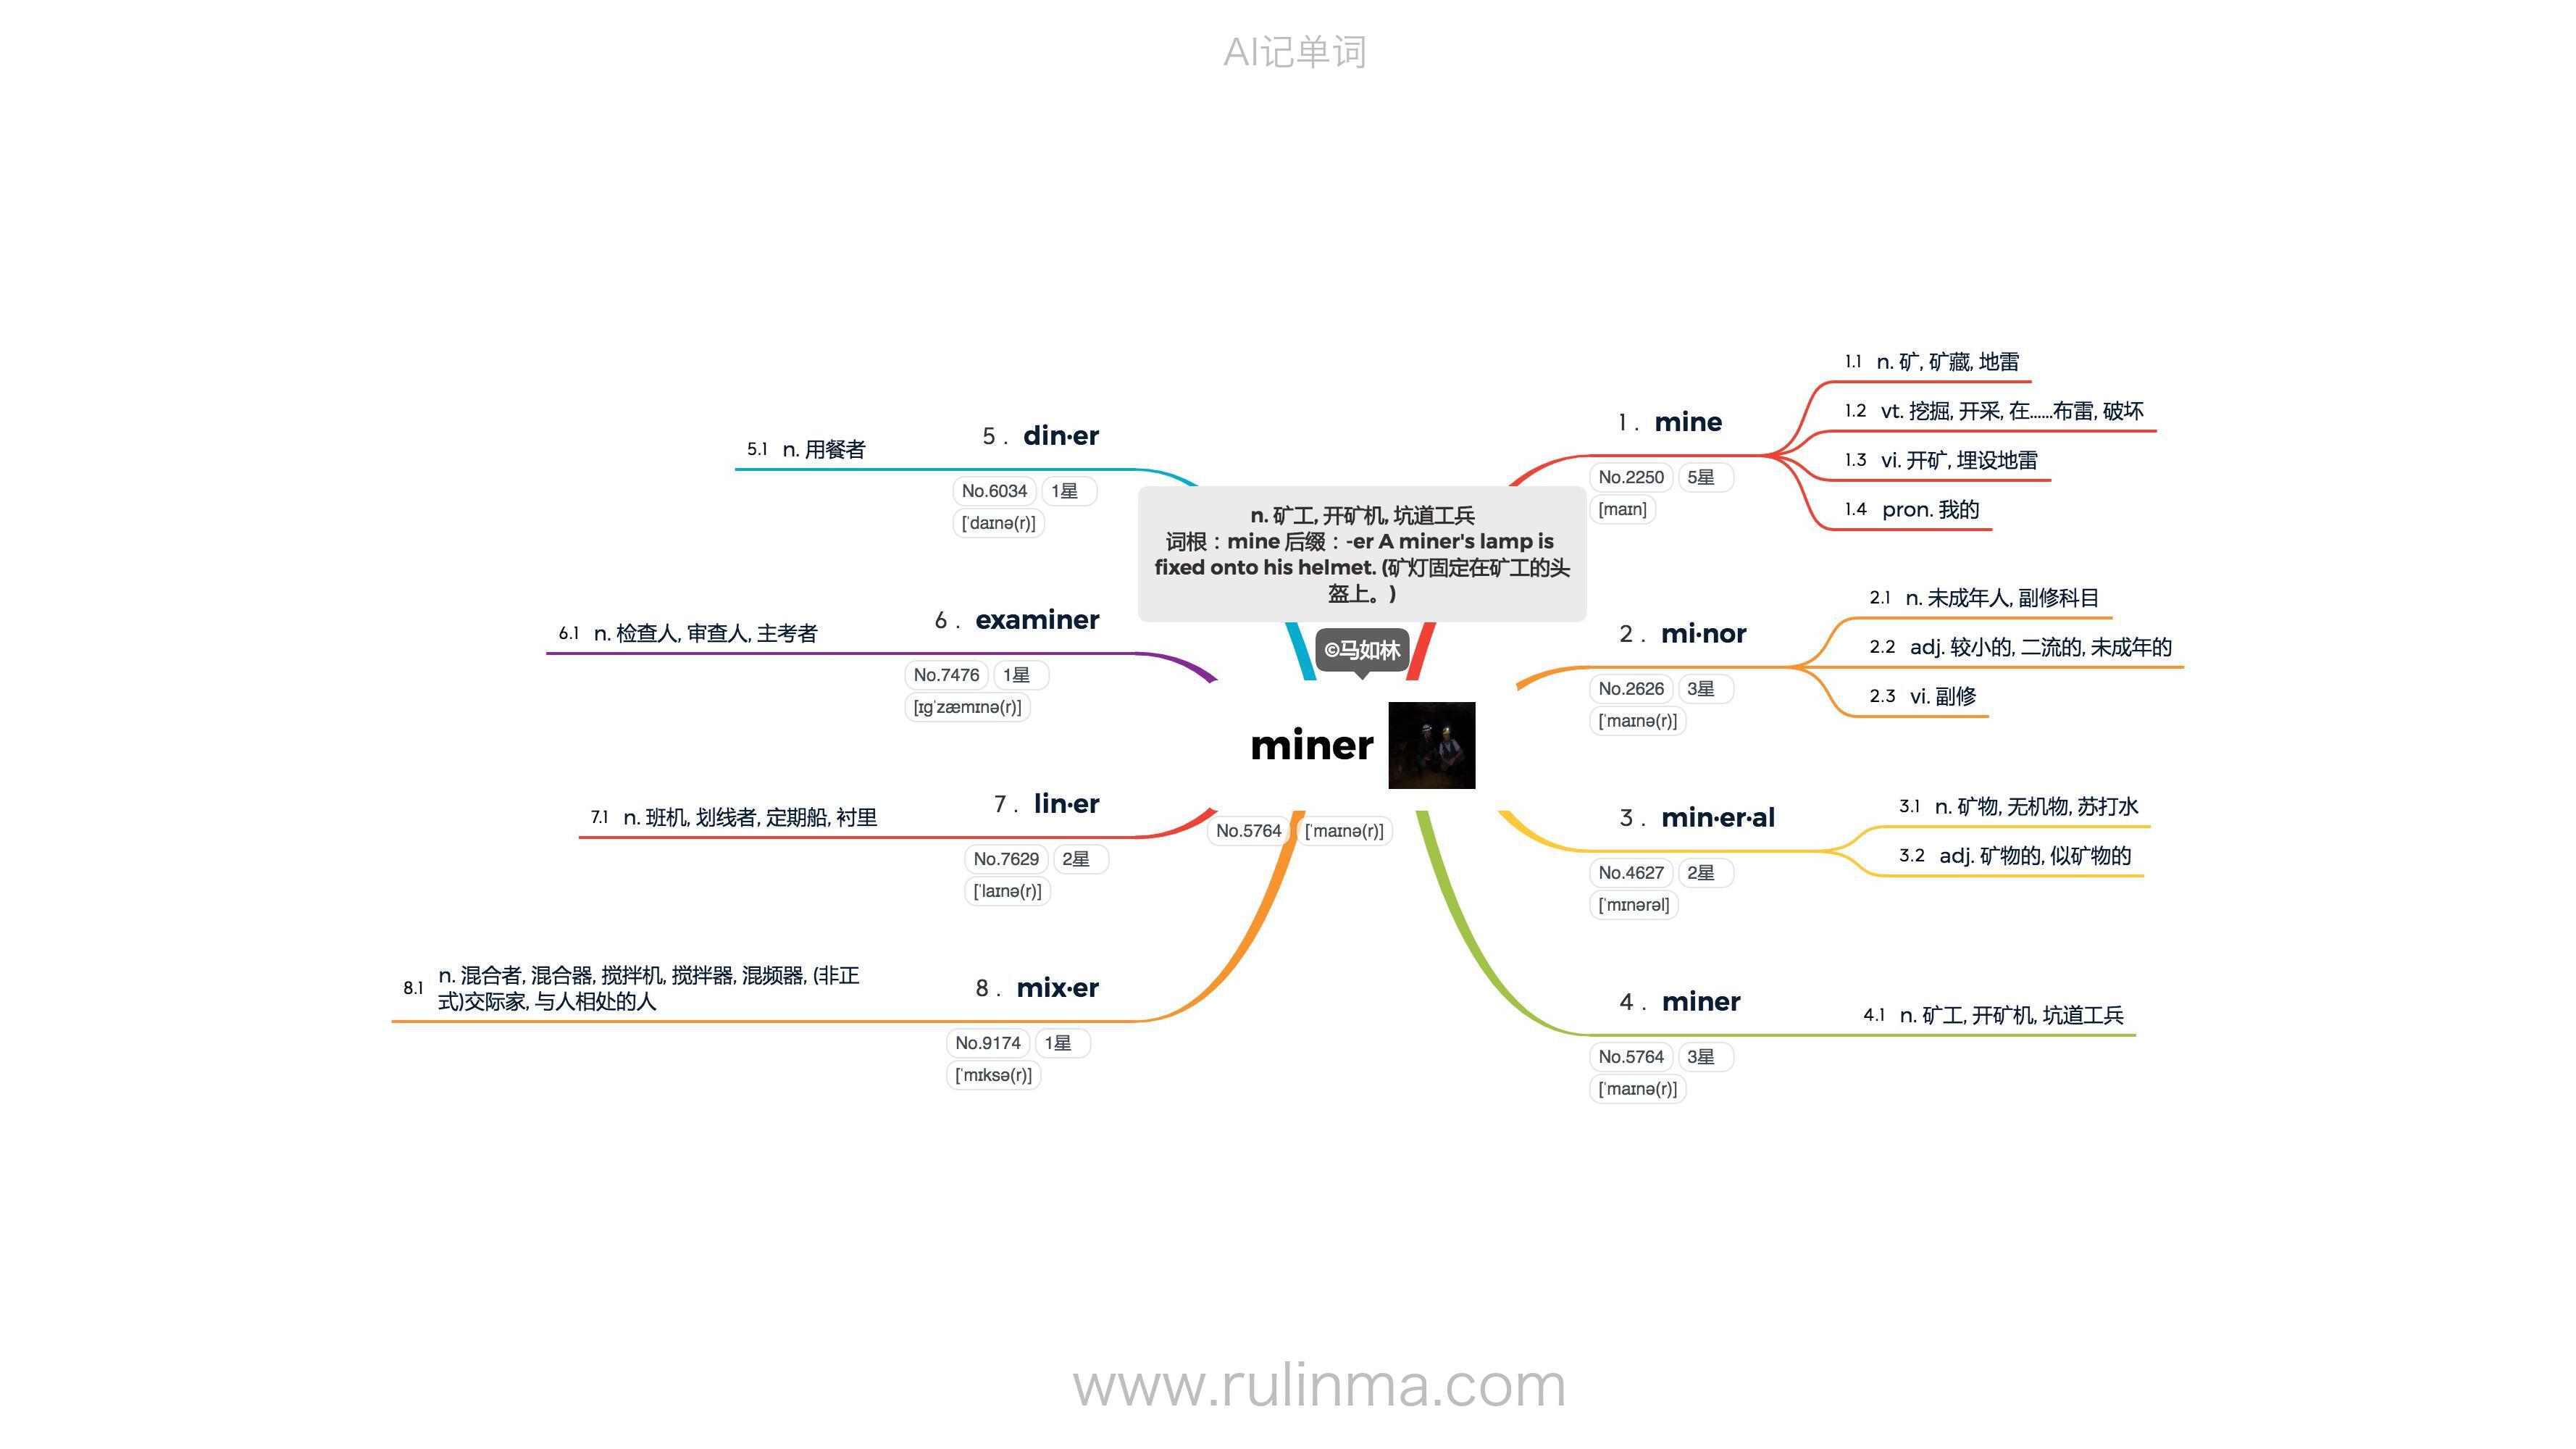 AI记单词
n. 矿工, 开矿机, 坑道工兵
词根：mine 后缀：-er A miner's lamp is
fixed onto his helmet. (矿灯固定在矿工的头
盔上。)
©马如林
miner
No.5764 [ˈmaɪnə(r)]
1 . mine
No.2250 5星
[maɪn]
1.1 n. 矿, 矿藏, 地雷
1.2 vt. 挖掘, 开采, 在......布雷, 破坏
1.3 vi. 开矿, 埋设地雷
1.4 pron. 我的
2 . mi·nor
No.2626 3星
[ˈmaɪnə(r)]
2.1 n. 未成年人, 副修科目
2.2 adj. 较小的, 二流的, 未成年的
2.3 vi. 副修
3 . min·er·al
No.4627 2星
[ˈmɪnərəl]
3.1 n. 矿物, 无机物, 苏打水
3.2 adj. 矿物的, 似矿物的
4 . miner
No.5764 3星
[ˈmaɪnə(r)]
4.1 n. 矿工, 开矿机, 坑道工兵
5 . din·er
No.6034 1星
[ˈdaɪnə(r)]
5.1 n. 用餐者
6 . examiner
No.7476 1星
[ɪgˈzæmɪnə(r)]
6.1 n. 检查人, 审查人, 主考者
7 . lin·er
No.7629 2星
[ˈlaɪnə(r)]
7.1 n. 班机, 划线者, 定期船, 衬里
8 . mix·er
No.9174 1星
[ˈmɪksə(r)]
8.1 n. 混合者, 混合器, 搅拌机, 搅拌器, 混频器, (非正
式)交际家, 与人相处的人
www.rulinma.com